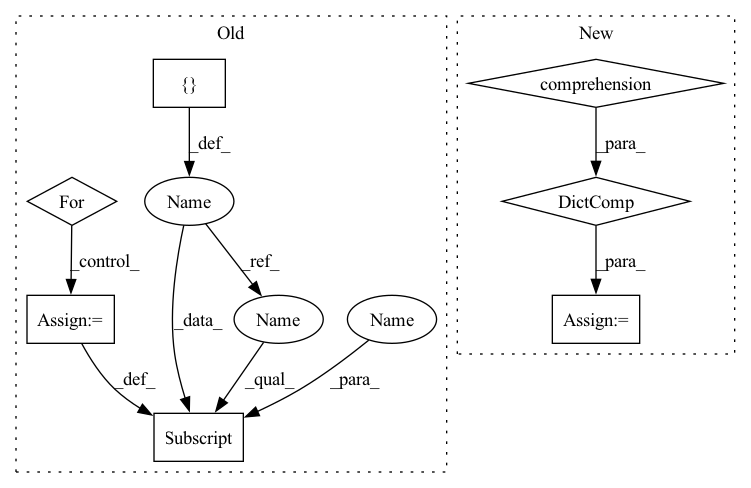 Old
New
{}
comprehension
_def_
_para_
For
Name
DictComp
_control_
_ref_
_para_
Assign:=
_data_
Name
Name
Assign:=
_def_
_qual_
_para_
Subscript